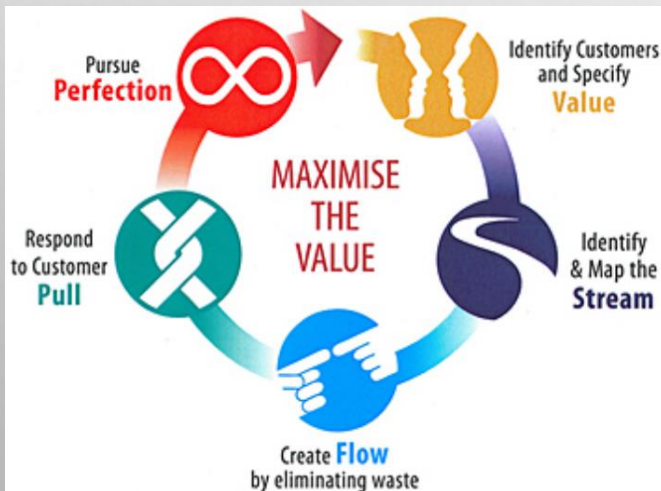 Pursue
Perfection
Identify Customers
and Specify
Value
MAXIMISE
THE
VALUE
Respond
to Customer
Pull
Identify
& Map the
Stream
Create Flow
by eliminating waste